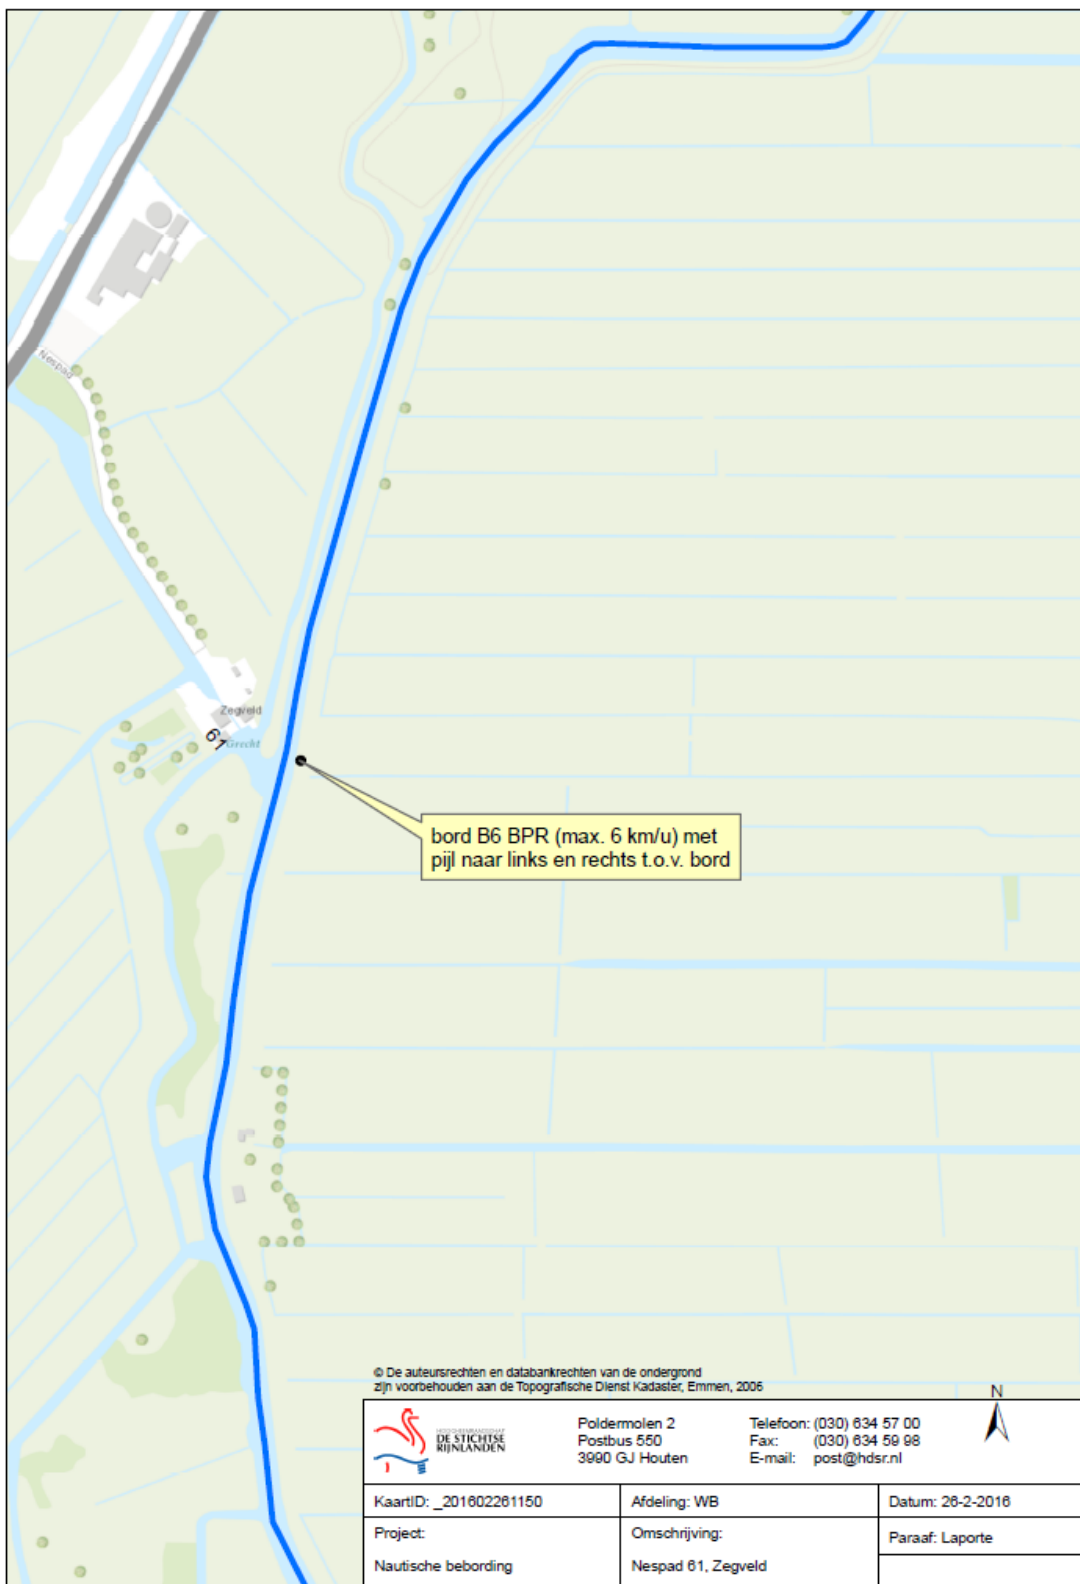 Nespad
Zegveld
61
Grecht
bord B6 BPR (max. 6 km/u) met
pijl naar links en rechts t.o.v. bord
© De auteursrechten en databankrechten van de ondergrond
zijn voorbehouden aan de Topografische Dienst Kadaster, Emmen, 2006
N
HOOGHEEMRAADSCHAP
DE STICHTSE
RIJNLANDEN
Poldermolen 2
Postbus 550
3990 GJ Houten
Telefoon: (030) 634 57 00
Fax: (030) 634 59 98
E-mail: post@hdsr.nl
KaartID: _201602261150
Afdeling: WB
Datum: 26-2-2016
Project:
Nautische bebording
Omschrijving:
Nespad 61, Zegveld
Paraaf: Laporte